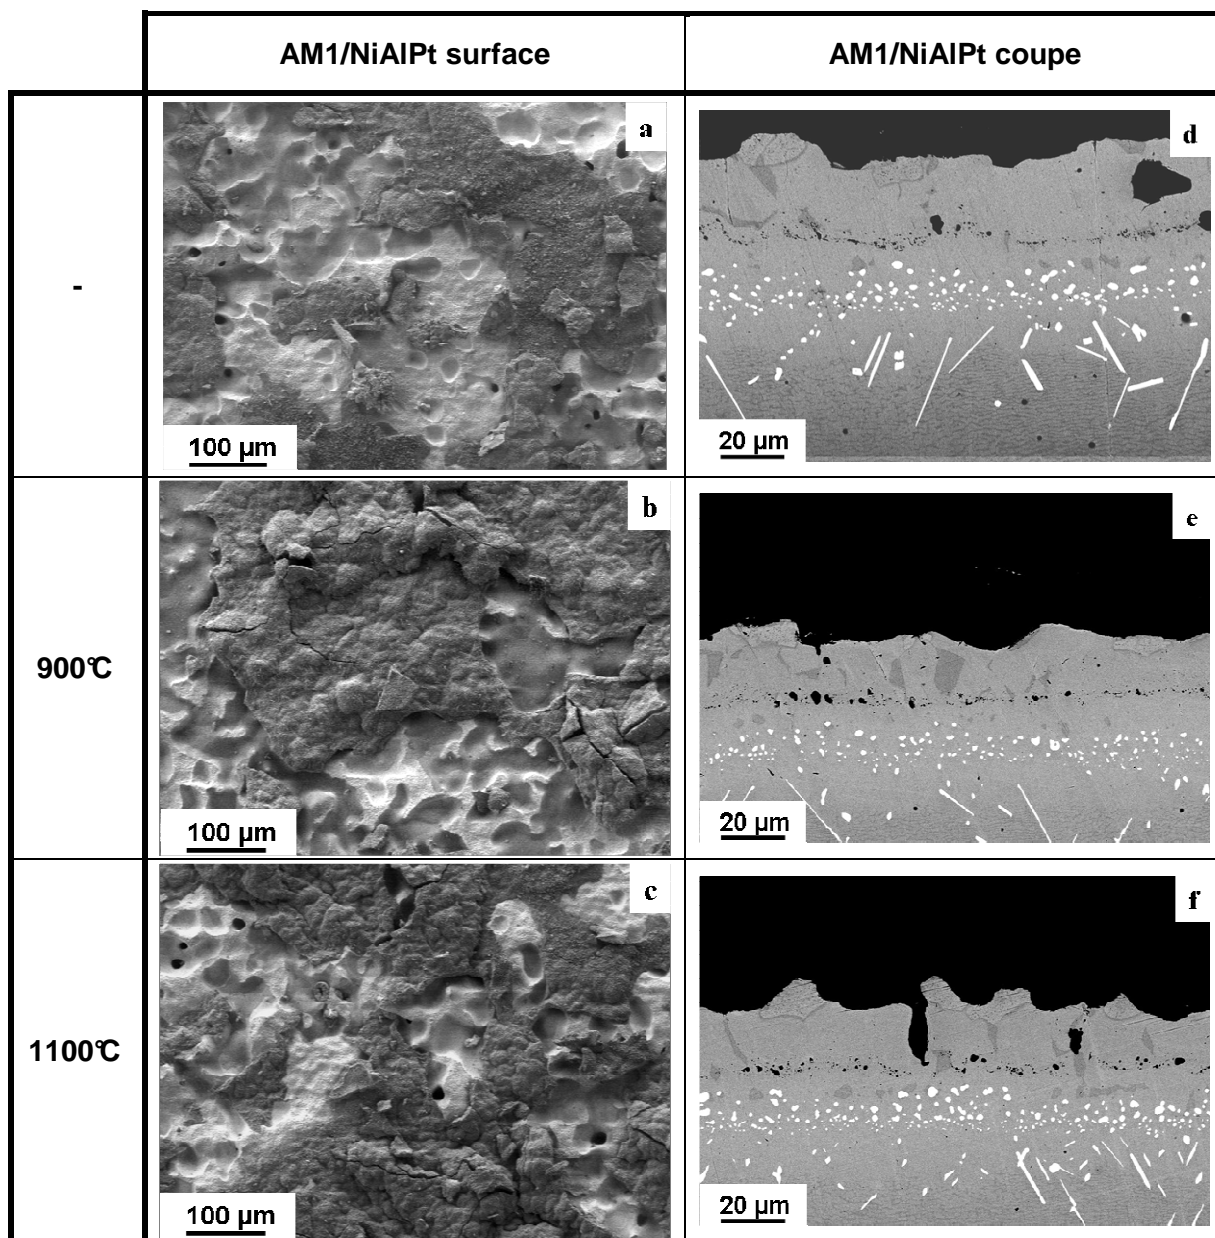 AM1/NiAlPt surface
AM1/NiAlPt coupe
-
a
100 µm
d
20 µm
900°C
b
100 µm
e
20 µm
1100°C
c
100 µm
f
20 µm